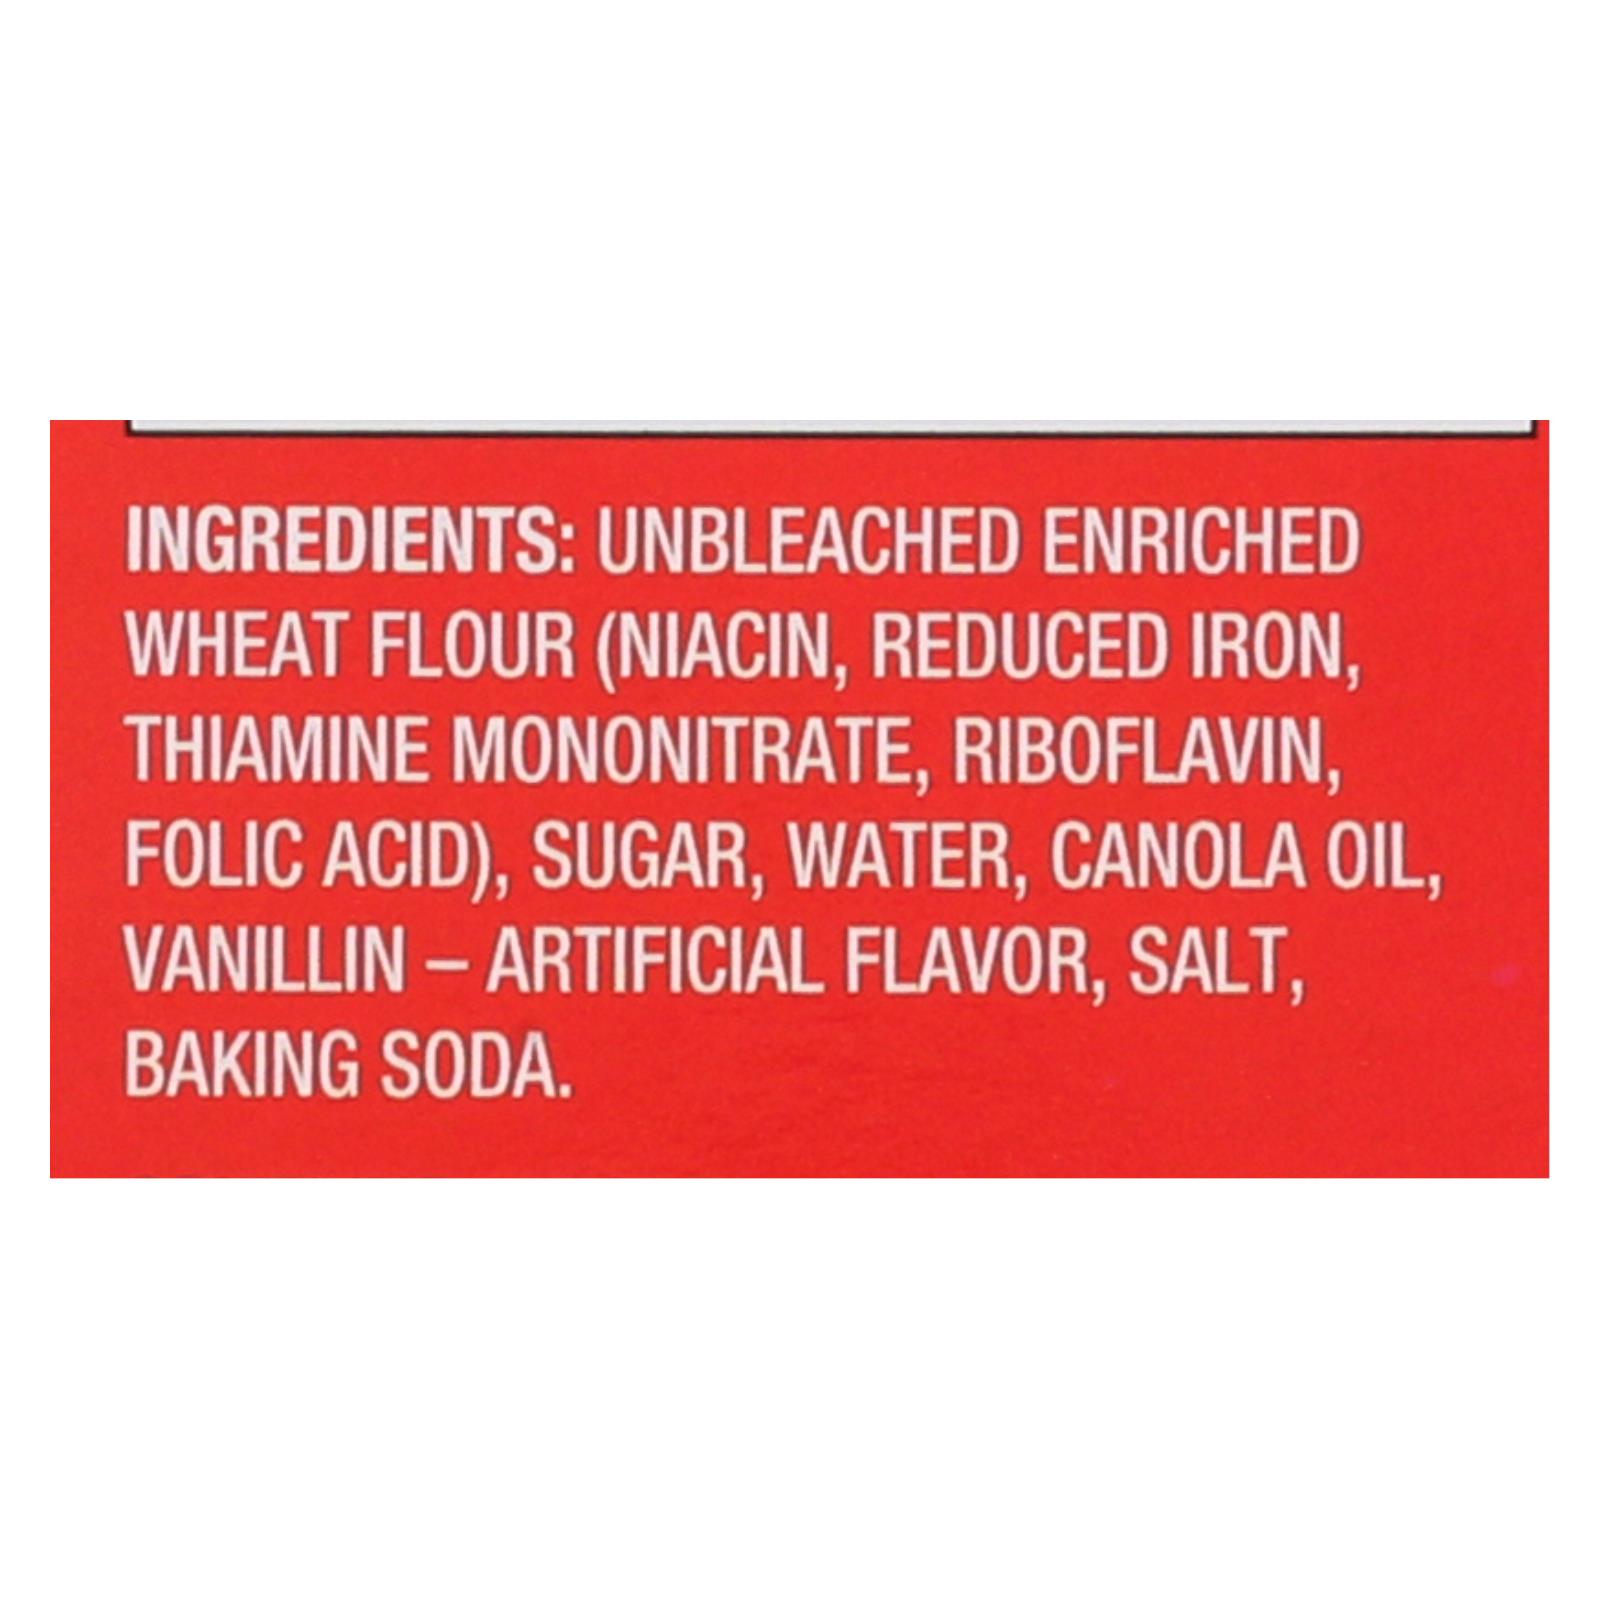 INGREDIENTS: UNBLEACHED ENRICHED
WHEAT FLOUR (NIACIN, REDUCED IRON,
THIAMINE MONONITRATE, RIBOFLAVIN,
FOLIC ACID), SUGAR, WATER, CANOLA OIL,
VANILLIN – ARTIFICIAL FLAVOR, SALT,
BAKING SODA.